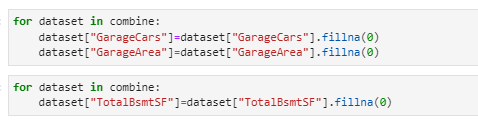 for dataset in combine:
    dataset["GarageCars"]=dataset["GarageCars"].fillna(0)
    dataset["GarageArea"]=dataset["GarageArea"].fillna(0)
for dataset in combine:
    dataset["TotalBsmtSF"]=dataset["TotalBsmtSF"].fillna(0)